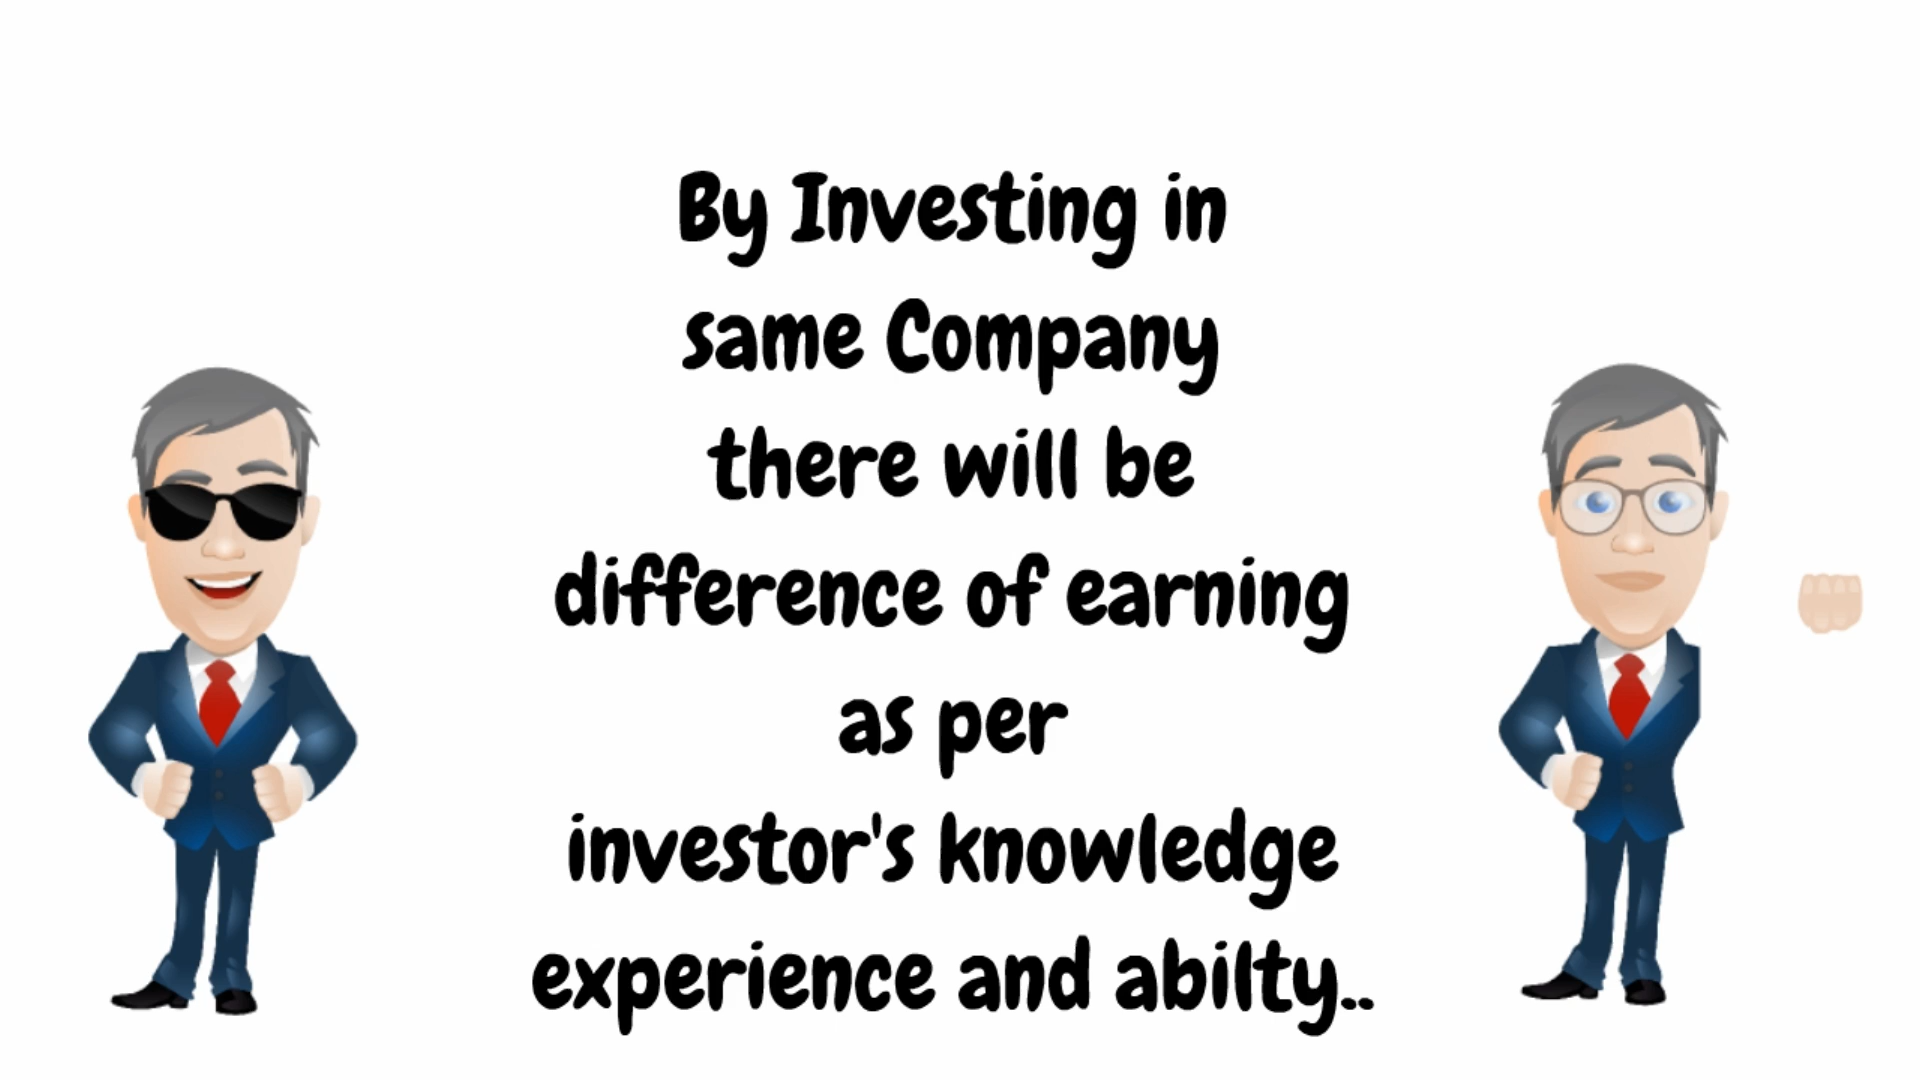 By Investing in
same Company
there will be
difference of earning
as per
investor's knowledge
experience and abilty..